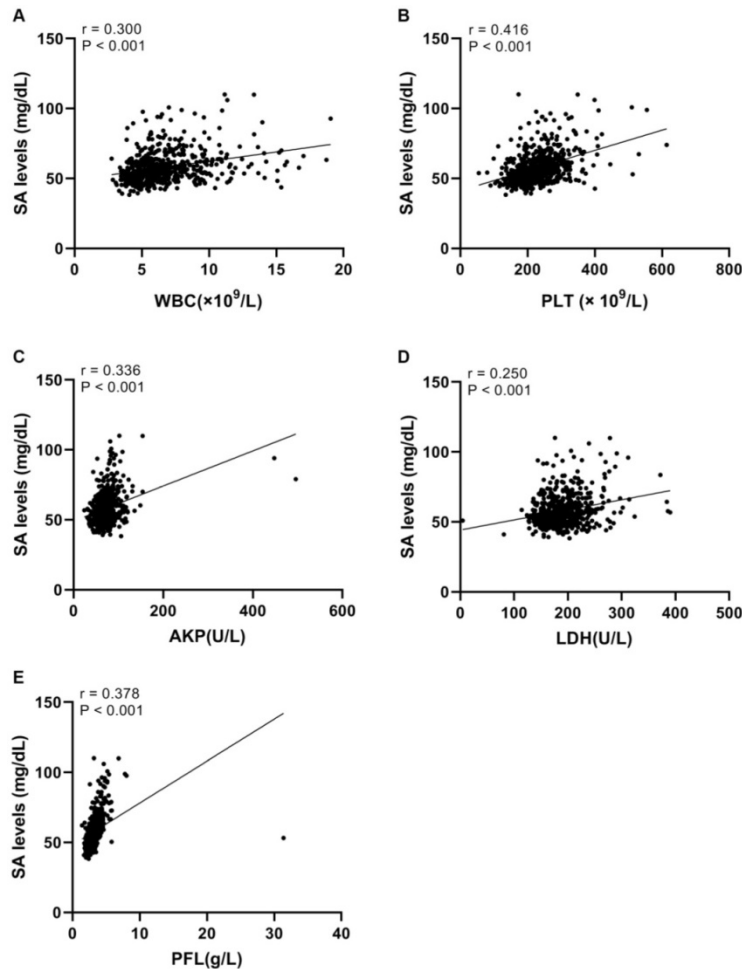 A
r = 0.300
P < 0.001
SA levels (mg/dL)
150
100
50
0
0 5 10 15 20
WBC(×10⁹/L)
B
r = 0.416
P < 0.001
SA levels (mg/dL)
150
100
50
0
0 200 400 600 800
PLT (× 10⁹/L)
C
r = 0.336
P < 0.001
SA levels (mg/dL)
150
100
50
0
0 200 400 600
AKP(U/L)
D
r = 0.250
P < 0.001
SA levels (mg/dL)
150
100
50
0
0 100 200 300 400 500
LDH(U/L)
E
r = 0.378
P < 0.001
SA levels (mg/dL)
150
100
50
0
0 10 20 30 40
PFL(g/L)